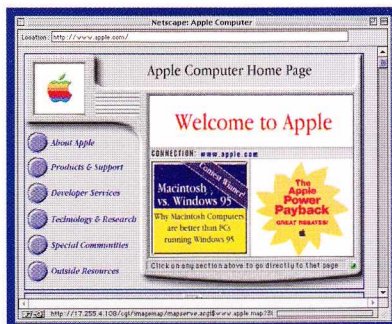 Netscape: Apple Computer
Location: http://www.apple.com/
Apple Computer Home Page
Welcome to Apple
CONNECTION: www.apple.com
About Apple
Products & Support
Developer Services
Technology & Research
Special Communities
Outside Resources
Contest Winner!
Macintosh
vs. Windows 95
Why Macintosh Computers
are better than PCs
running Windows 95
The
Apple
Power
Payback
GREAT REBATES!
Click on any section above to go directly to that page